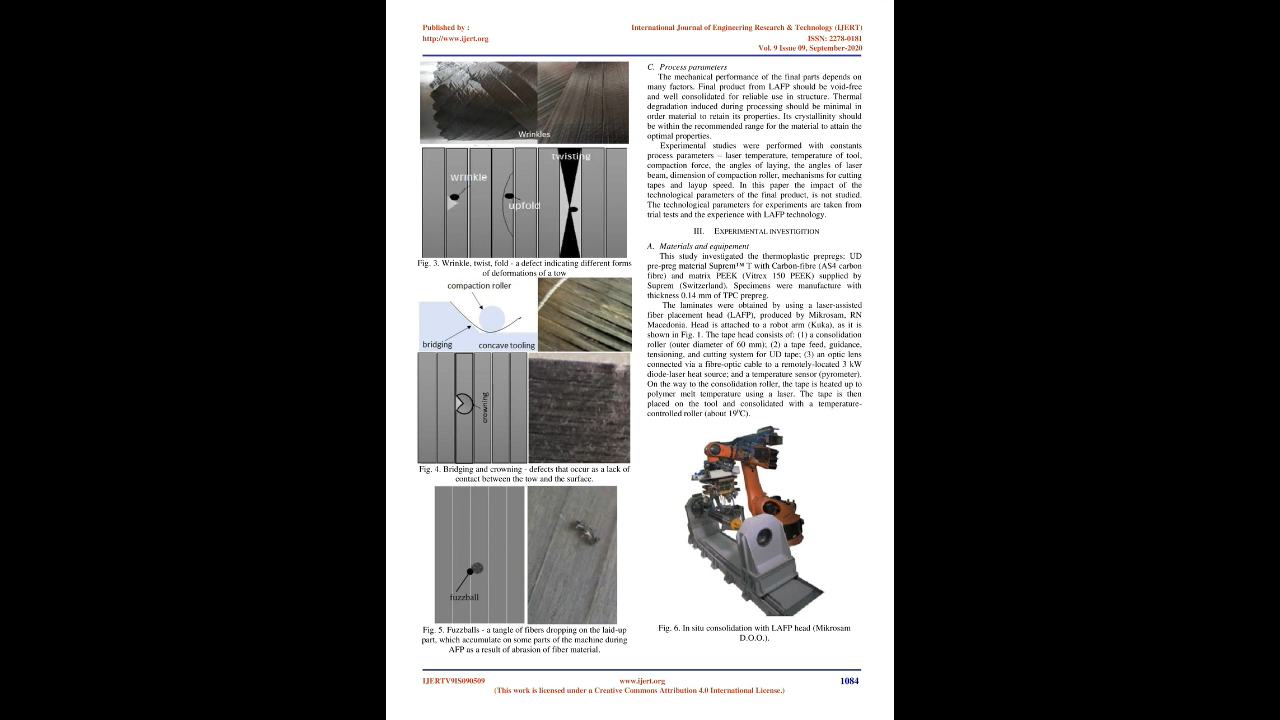 Published by :
http://www.ijert.org
International Journal of Engineering Research & Technology (IJERT)
ISSN: 2278-0181
Vol. 9 Issue 09, September-2020
Wrinkles
wrinkle
upfold
twisting
Fig. 3. Wrinkle, twist, fold - a defect indicating different forms
of deformations of a tow
compaction roller
bridging
concave tooling
crowning
Fig. 4. Bridging and crowning - defects that occur as a lack of
contact between the tow and the surface.
fuzzball
Fig. 5. Fuzzballs - a tangle of fibers dropping on the laid-up
part, which accumulate on some parts of the machine during
AFP as a result of abrasion of fiber material.
C. Process parameters
The mechanical performance of the final parts depends on
many factors. Final product from LAFP should be void-free
and well consolidated for reliable use in structure. Thermal
degradation induced during processing should be minimal in
order material to retain its properties. Its crystallinity should
be within the recommended range for the material to attain the
optimal properties.
Experimental studies were performed with constants
process parameters – laser temperature, temperature of tool,
compaction force, the angles of laying, the angles of laser
beam, dimension of compaction roller, mechanisms for cutting
tapes and layup speed. In this paper the impact of the
technological parameters of the final product, is not studied.
The technological parameters for experiments are taken from
trial tests and the experience with LAFP technology.
III. EXPERIMENTAL INVESTIGITION
A. Materials and equipement
This study investigated the thermoplastic prepregs: UD
pre-preg material Suprem™ T with Carbon-fibre (AS4 carbon
fibre) and matrix PEEK (Vitrex 150 PEEK) supplied by
Suprem (Switzerland). Specimens were manufacture with
thickness 0.14 mm of TPC prepreg.
The laminates were obtained by using a laser-assisted
fiber placement head (LAFP), produced by Mikrosam, RN
Macedonia. Head is attached to a robot arm (Kuka), as it is
shown in Fig. 1. The tape head consists of: (1) a consolidation
roller (outer diameter of 60 mm); (2) a tape feed, guidance,
tensioning, and cutting system for UD tape; (3) an optic lens
connected via a fibre-optic cable to a remotely-located 3 kW
diode-laser heat source; and a temperature sensor (pyrometer).
On the way to the consolidation roller, the tape is heated up to
polymer melt temperature using a laser. The tape is then
placed on the tool and consolidated with a temperature-
controlled roller (about 19⁰C).
Fig. 6. In situ consolidation with LAFP head (Mikrosam
D.O.O.).
IJERTV9IS090509
www.ijert.org
1084
(This work is licensed under a Creative Commons Attribution 4.0 International License.)